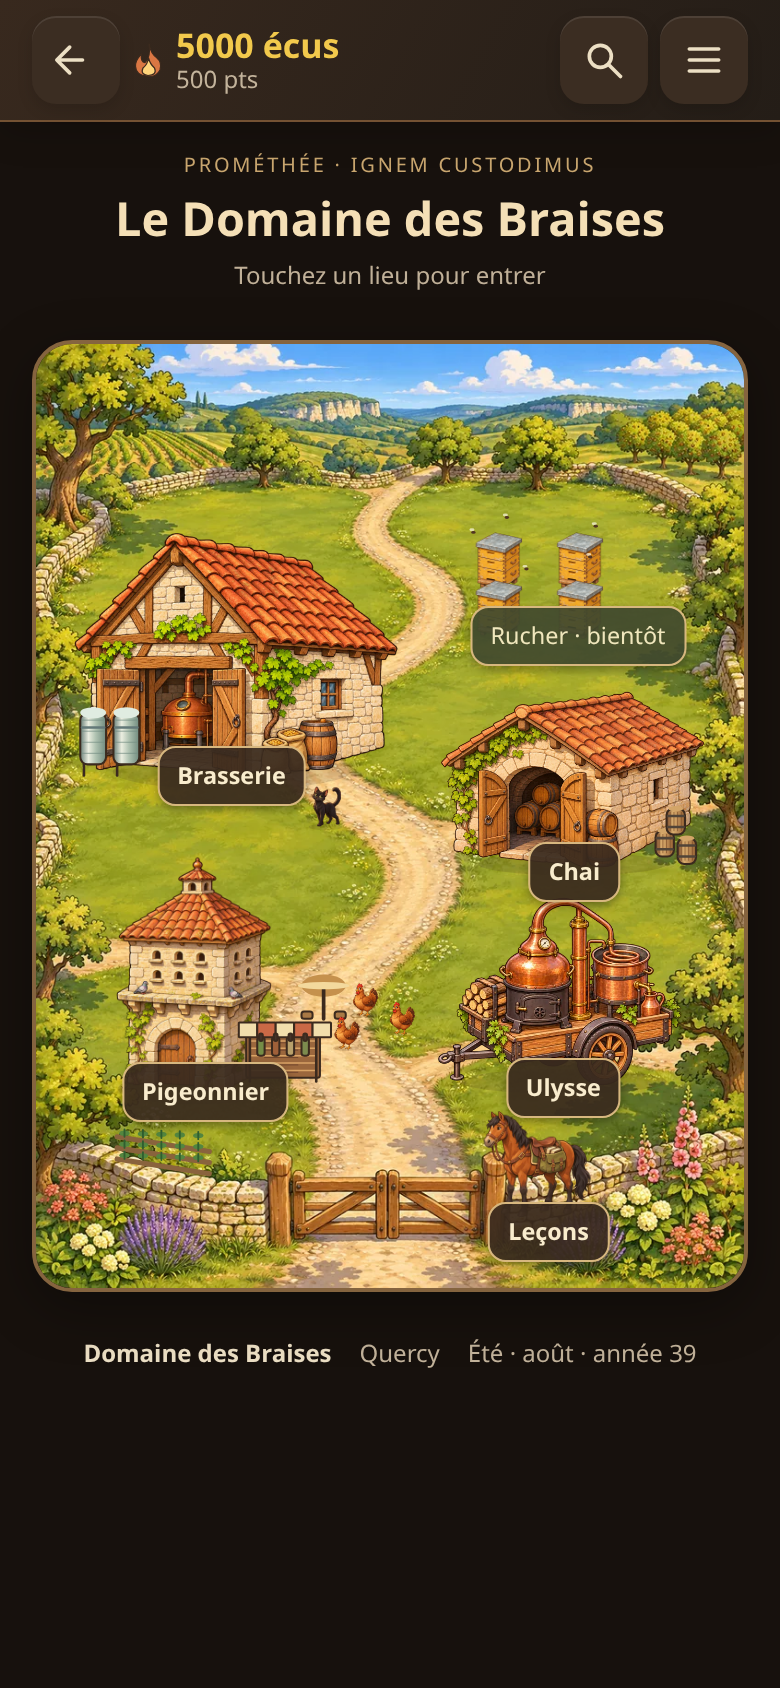 5000 écus
500 pts
PROMÉTHÉE · IGNEM CUSTODIMUS
Le Domaine des Braises
Touchez un lieu pour entrer
Rucher · bientôt
Brasserie
Chai
Pigeonnier
Ulysse
Leçons
Domaine des Braises Quercy Été · août · année 39